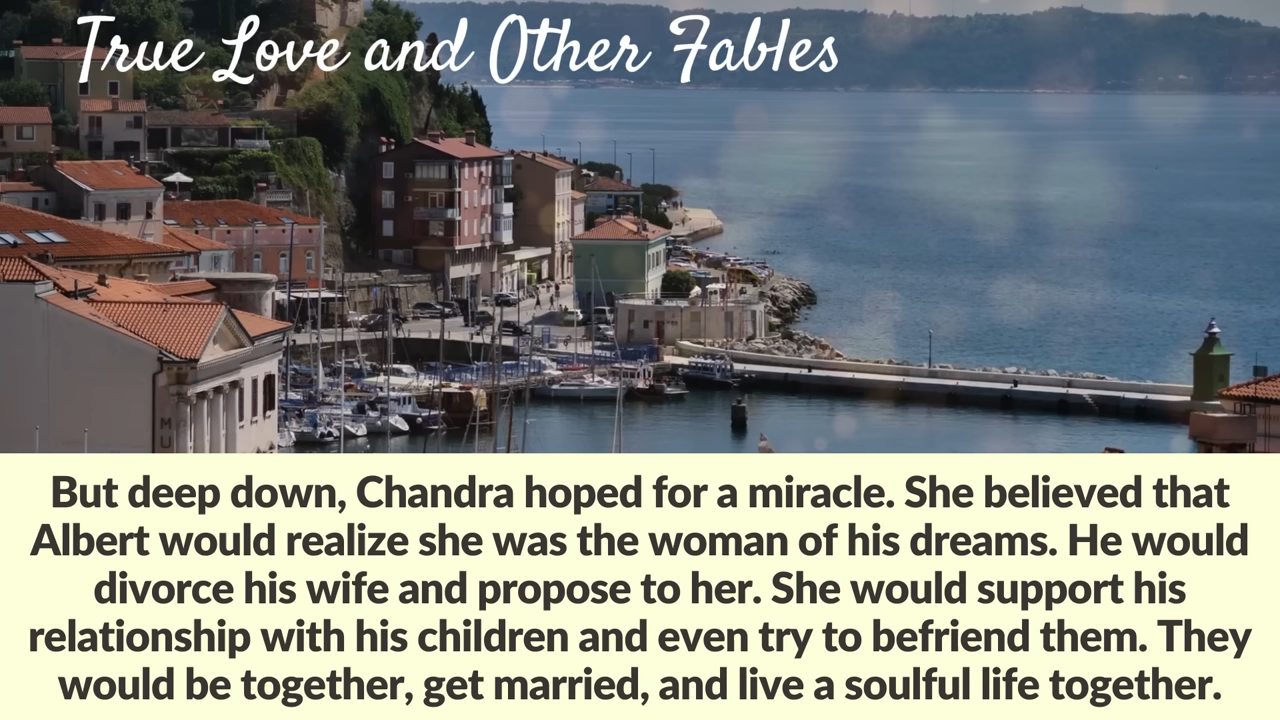 True Love and Other Fables
MU
But deep down, Chandra hoped for a miracle. She believed that
Albert would realize she was the woman of his dreams. He would
divorce his wife and propose to her. She would support his
relationship with his children and even try to befriend them. They
would be together, get married, and live a soulful life together.